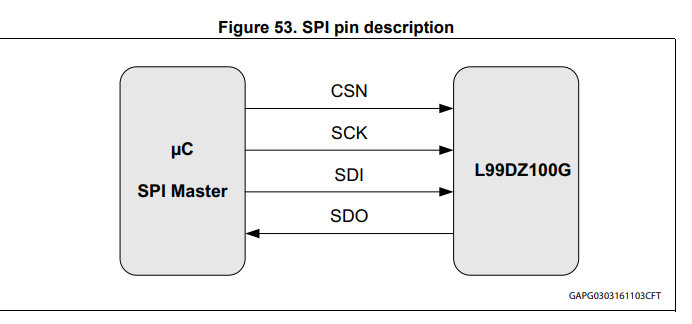 Figure 53. SPI pin description
CSN
SCK
µC
SDI
L99DZ100G
SPI Master
SDO
GAPG0303161103CFT